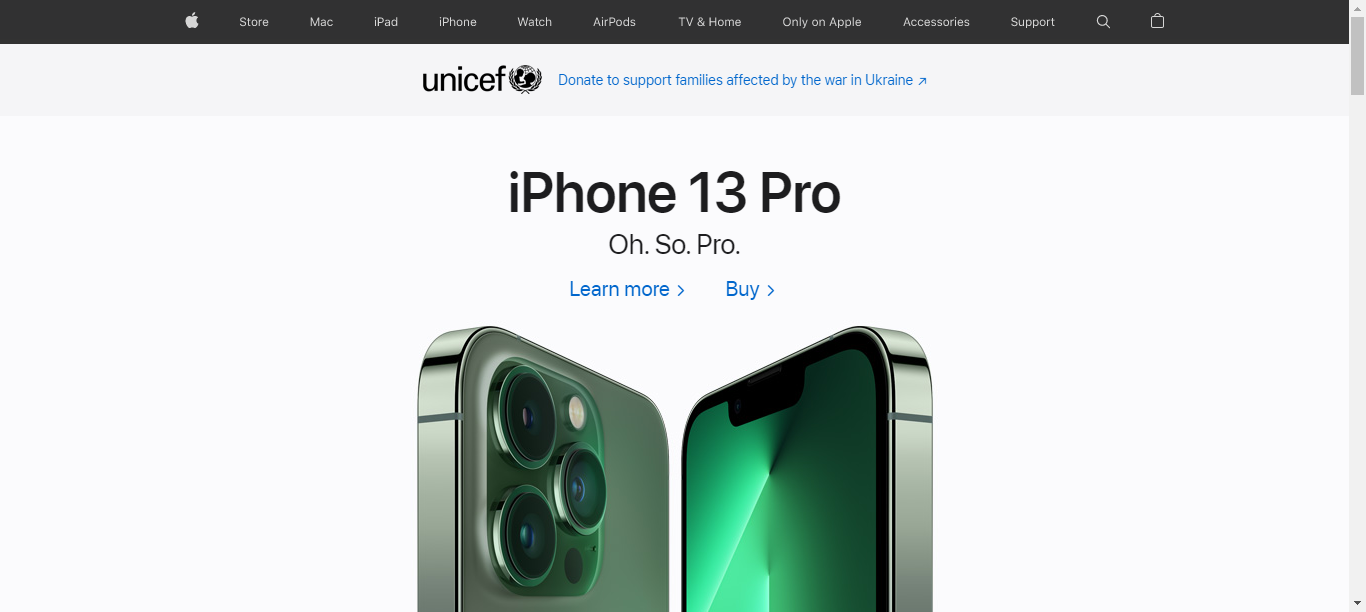 Store Mac iPad iPhone Watch AirPods TV & Home Only on Apple Accessories Support
unicef Donate to support families affected by the war in Ukraine ↗
iPhone 13 Pro
Oh. So. Pro.
Learn more > Buy >